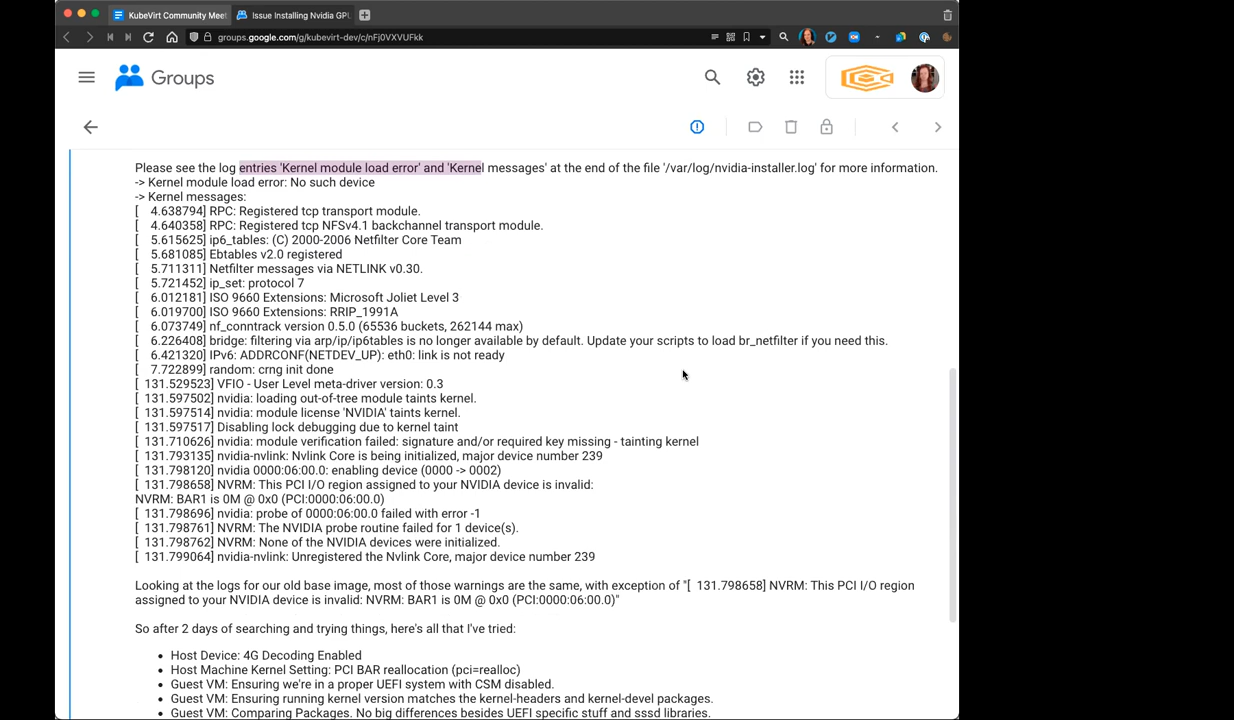 KubeVirt Community Meet
Issue Installing Nvidia GPU
groups.google.com/g/kubevirt-dev/c/nFj0VXVUFkk
Groups
Please see the log entries 'Kernel module load error' and 'Kernel messages' at the end of the file '/var/log/nvidia-installer.log' for more information.
-> Kernel module load error: No such device
-> Kernel messages:
[ 4.638794] RPC: Registered tcp transport module.
[ 4.640358] RPC: Registered tcp NFSv4.1 backchannel transport module.
[ 5.615625] ip6_tables: (C) 2000-2006 Netfilter Core Team
[ 5.681085] Ebtables v2.0 registered
[ 5.711311] Netfilter messages via NETLINK v0.30.
[ 5.721452] ip_set: protocol 7
[ 6.012181] ISO 9660 Extensions: Microsoft Joliet Level 3
[ 6.019700] ISO 9660 Extensions: RRIP_1991A
[ 6.073749] nf_conntrack version 0.5.0 (65536 buckets, 262144 max)
[ 6.226408] bridge: filtering via arp/ip/ip6tables is no longer available by default. Update your scripts to load br_netfilter if you need this.
[ 6.421320] IPv6: ADDRCONF(NETDEV_UP): eth0: link is not ready
[ 7.722899] random: crng init done
[ 131.529523] VFIO - User Level meta-driver version: 0.3
[ 131.597502] nvidia: loading out-of-tree module taints kernel.
[ 131.597514] nvidia: module license 'NVIDIA' taints kernel.
[ 131.597517] Disabling lock debugging due to kernel taint
[ 131.710626] nvidia: module verification failed: signature and/or required key missing - tainting kernel
[ 131.793135] nvidia-nvlink: Nvlink Core is being initialized, major device number 239
[ 131.798120] nvidia 0000:06:00.0: enabling device (0000 -> 0002)
[ 131.798658] NVRM: This PCI I/O region assigned to your NVIDIA device is invalid:
NVRM: BAR1 is 0M @ 0x0 (PCI:0000:06:00.0)
[ 131.798696] nvidia: probe of 0000:06:00.0 failed with error -1
[ 131.798761] NVRM: The NVIDIA probe routine failed for 1 device(s).
[ 131.798762] NVRM: None of the NVIDIA devices were initialized.
[ 131.799064] nvidia-nvlink: Unregistered the Nvlink Core, major device number 239
Looking at the logs for our old base image, most of those warnings are the same, with exception of "[ 131.798658] NVRM: This PCI I/O region
assigned to your NVIDIA device is invalid: NVRM: BAR1 is 0M @ 0x0 (PCI:0000:06:00.0)"
So after 2 days of searching and trying things, here's all that I've tried:
• Host Device: 4G Decoding Enabled
• Host Machine Kernel Setting: PCI BAR reallocation (pci=realloc)
• Guest VM: Ensuring we're in a proper UEFI system with CSM disabled.
• Guest VM: Ensuring running kernel version matches the kernel-headers and kernel-devel packages.
• Guest VM: Comparing Packages. No big differences besides UEFI specific stuff and sssd libraries.